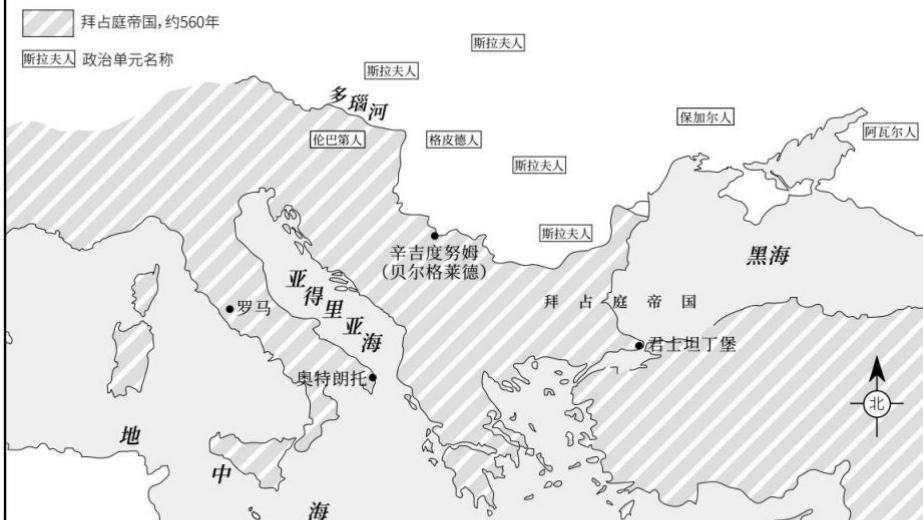 拜占庭帝国，约560年
斯拉夫人 政治单元名称
斯拉夫人
斯拉夫人
多瑙河
保加尔人
阿瓦尔人
伦巴第人
格皮德人
斯拉夫人
斯拉夫人
辛吉度努姆
（贝尔格莱德）
黑海
亚得里亚海
拜占庭帝国
罗马
君士坦丁堡
奥特朗托
北
地中海